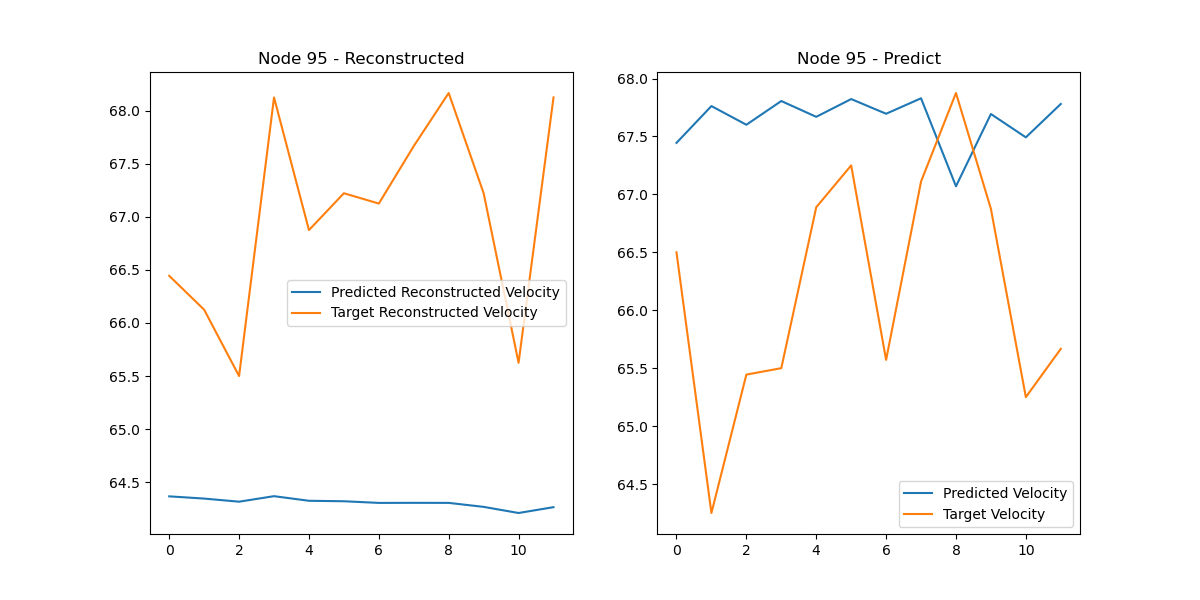 Node 95 - Reconstructed
68.0
67.5
67.0
66.5
66.0
65.5
65.0
64.5
0 2 4 6 8 10
Predicted Reconstructed Velocity
Target Reconstructed Velocity
Node 95 - Predict
68.0
67.5
67.0
66.5
66.0
65.5
65.0
64.5
0 2 4 6 8 10
Predicted Velocity
Target Velocity